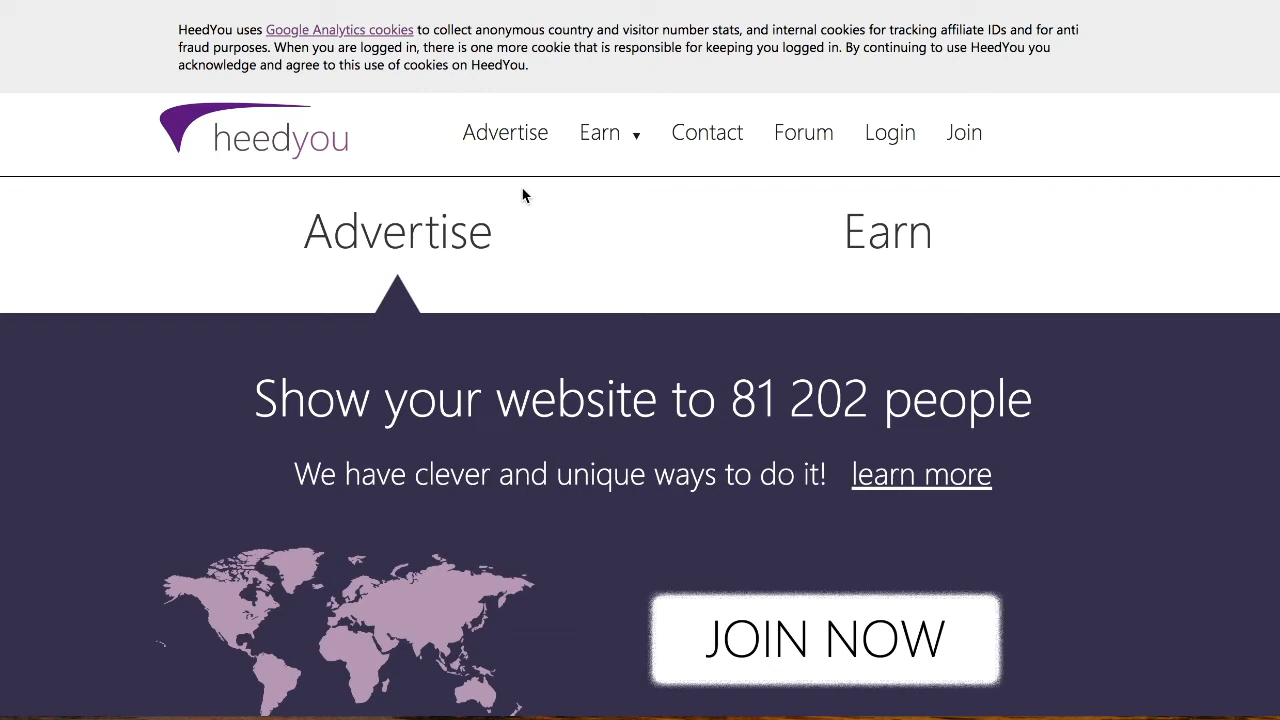 HeedYou uses Google Analytics cookies to collect anonymous country and visitor number stats, and internal cookies for tracking affiliate IDs and for anti
fraud purposes. When you are logged in, there is one more cookie that is responsible for keeping you logged in. By continuing to use HeedYou you
acknowledge and agree to this use of cookies on HeedYou.
heedyou
Advertise Earn ▼ Contact Forum Login Join
Advertise Earn
Show your website to 81 202 people
We have clever and unique ways to do it! learn more
JOIN NOW